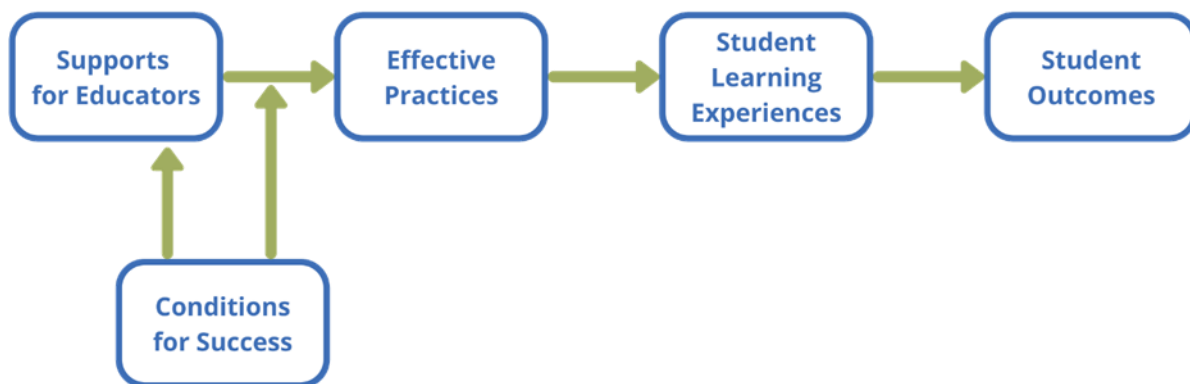 Supports
for Educators
Effective
Practices
Student
Learning
Experiences
Student
Outcomes
Conditions
for Success